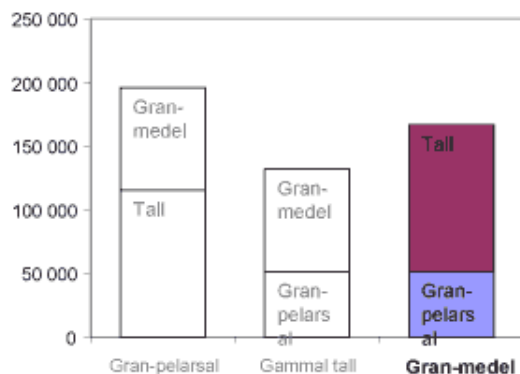 250 000
200 000
150 000
100 000
50 000
0
Gran-
medel
Tall
Gran-
medel
Gran-
pelars
al
Tall
Gran-
pelars
al
Gran-pelarsal
Gammal tall
Gran-medel